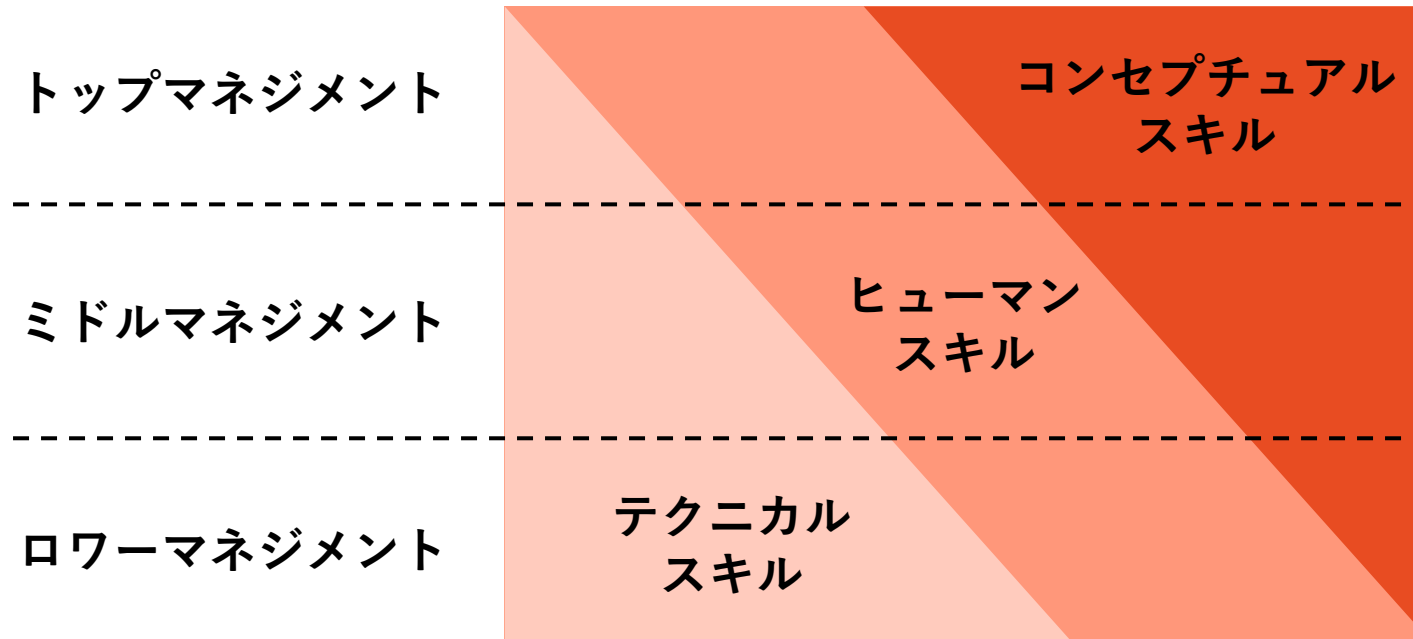 トップマネジメント
コンセプチュアル
スキル
ミドルマネジメント
ヒューマン
スキル
ロワーマネジメント
テクニカル
スキル